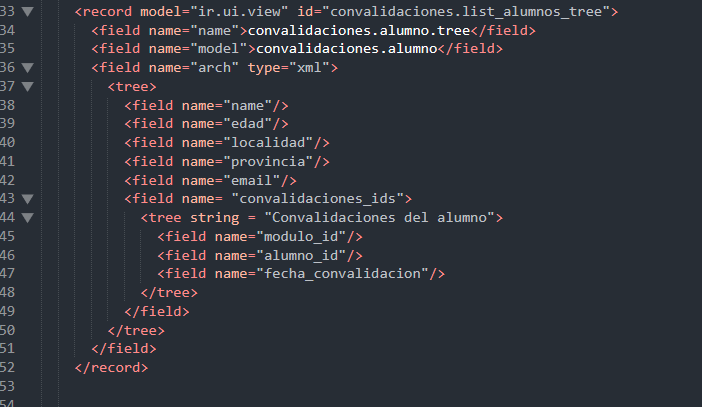 33 <record model="ir.ui.view" id="convalidaciones.list_alumnos_tree">
34 <field name="name">convalidaciones.alumno.tree</field>
35 <field name="model">convalidaciones.alumno</field>
36 <field name="arch" type="xml">
37 <tree>
38 <field name="name"/>
39 <field name="edad"/>
40 <field name="localidad"/>
41 <field name="provincia"/>
42 <field name="email"/>
43 <field name= "convalidaciones_ids">
44 <tree string = "Convalidaciones del alumno">
45 <field name="modulo_id"/>
46 <field name="alumno_id"/>
47 <field name="fecha_convalidacion"/>
48 </tree>
49 </field>
50 </tree>
51 </field>
52 </record>
53
54